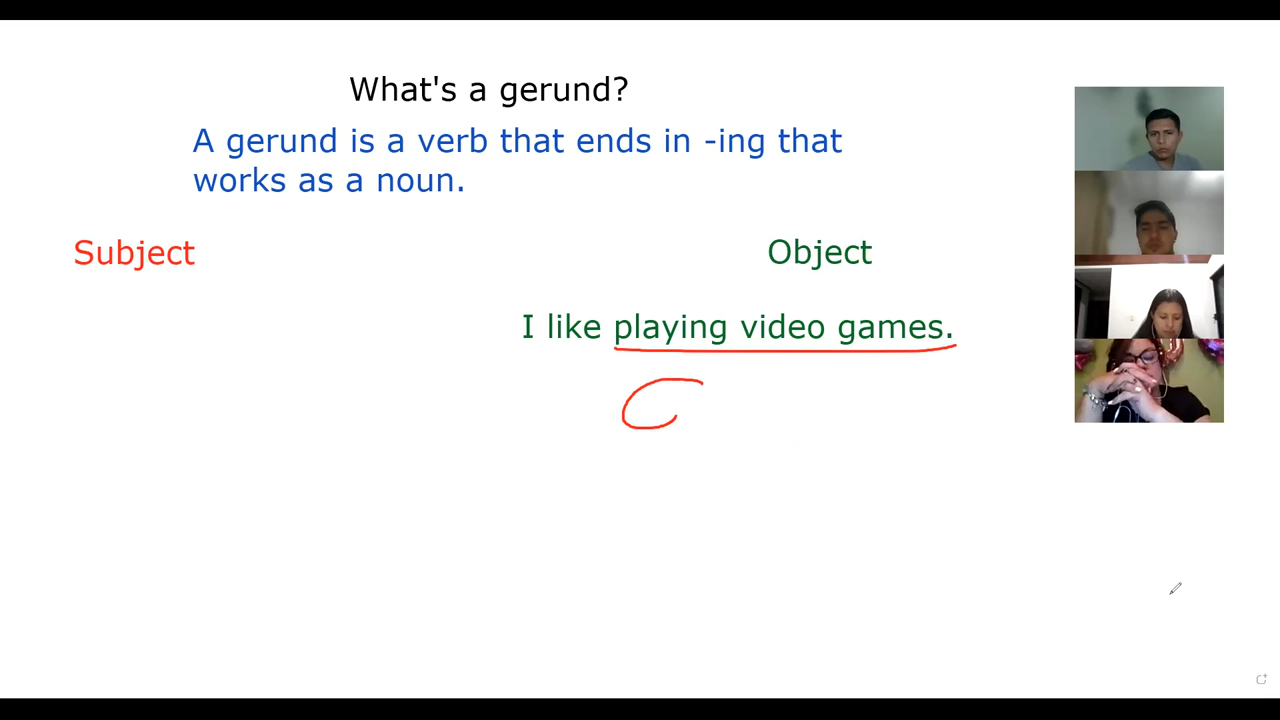 What's a gerund?
A gerund is a verb that ends in -ing that
works as a noun.
Subject
Object
I like playing video games.